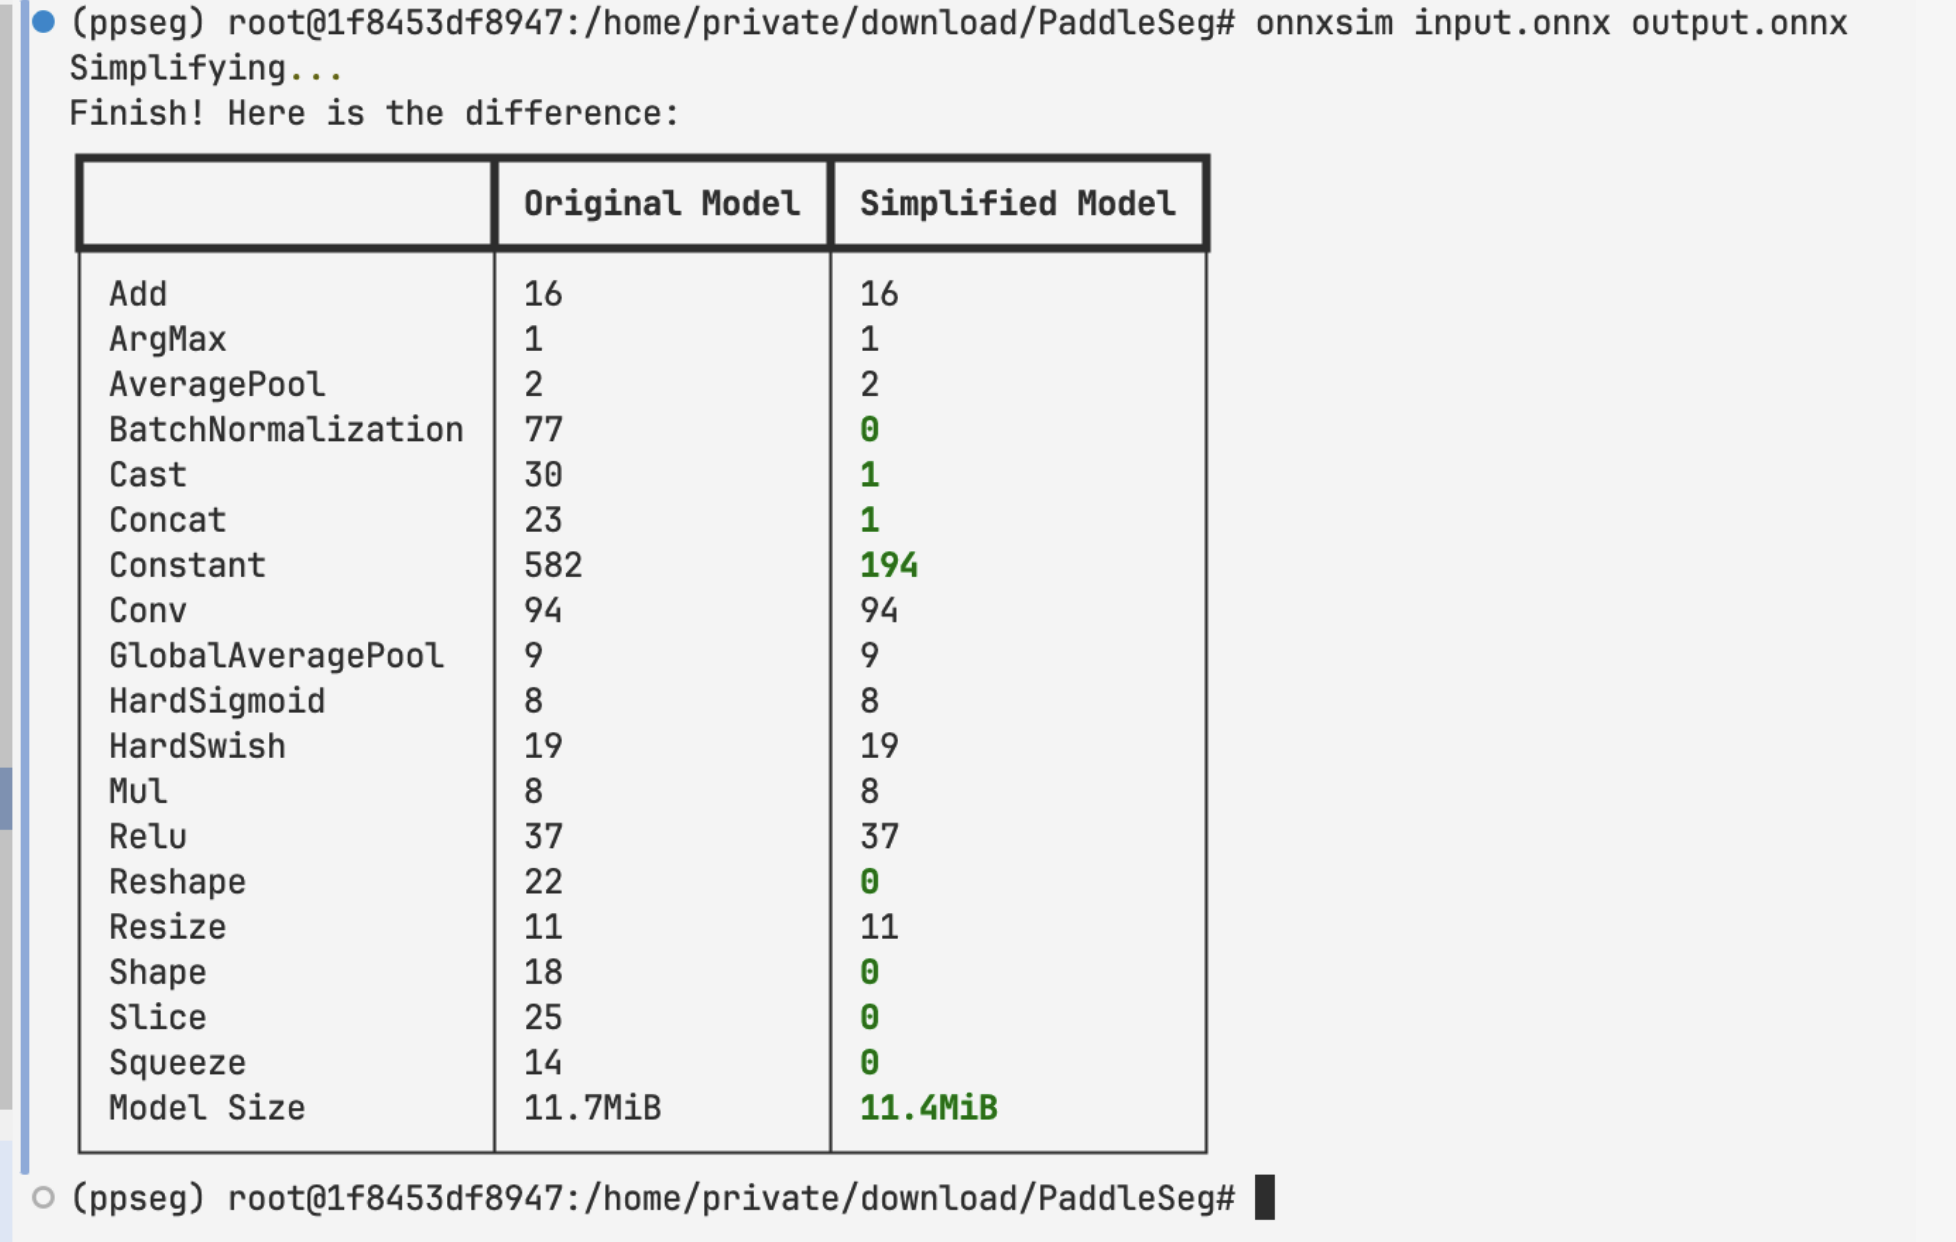 (ppseg) root@1f8453df8947:/home/private/download/PaddleSeg# onnxsim input.onnx output.onnx
Simplifying...
Finish! Here is the difference:
Original Model Simplified Model
Add 16 16
ArgMax 1 1
AveragePool 2 2
BatchNormalization 77 0
Cast 30 1
Concat 23 1
Constant 582 194
Conv 94 94
GlobalAveragePool 9 9
HardSigmoid 8 8
HardSwish 19 19
Mul 8 8
Relu 37 37
Reshape 22 0
Resize 11 11
Shape 18 0
Slice 25 0
Squeeze 14 0
Model Size 11.7MiB 11.4MiB
(ppseg) root@1f8453df8947:/home/private/download/PaddleSeg#